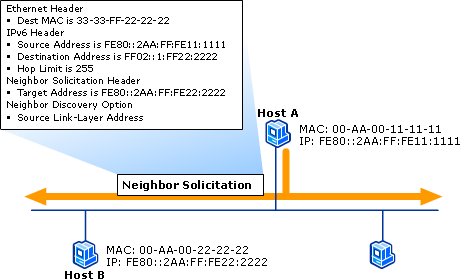 Ethernet Header
• Dest MAC is 33-33-FF-22-22-22
IPv6 Header
• Source Address is FE80::2AA:FF:FE11:1111
• Destination Address is FF02::1:FF22:2222
• Hop Limit is 255
Neighbor Solicitation Header
• Target Address is FE80::2AA:FF:FE22:2222
Neighbor Discovery Option
• Source Link-Layer Address
Host A
MAC: 00-AA-00-11-11-11
IP: FE80::2AA:FF:FE11:1111
Neighbor Solicitation
MAC: 00-AA-00-22-22-22
IP: FE80::2AA:FF:FE22:2222
Host B